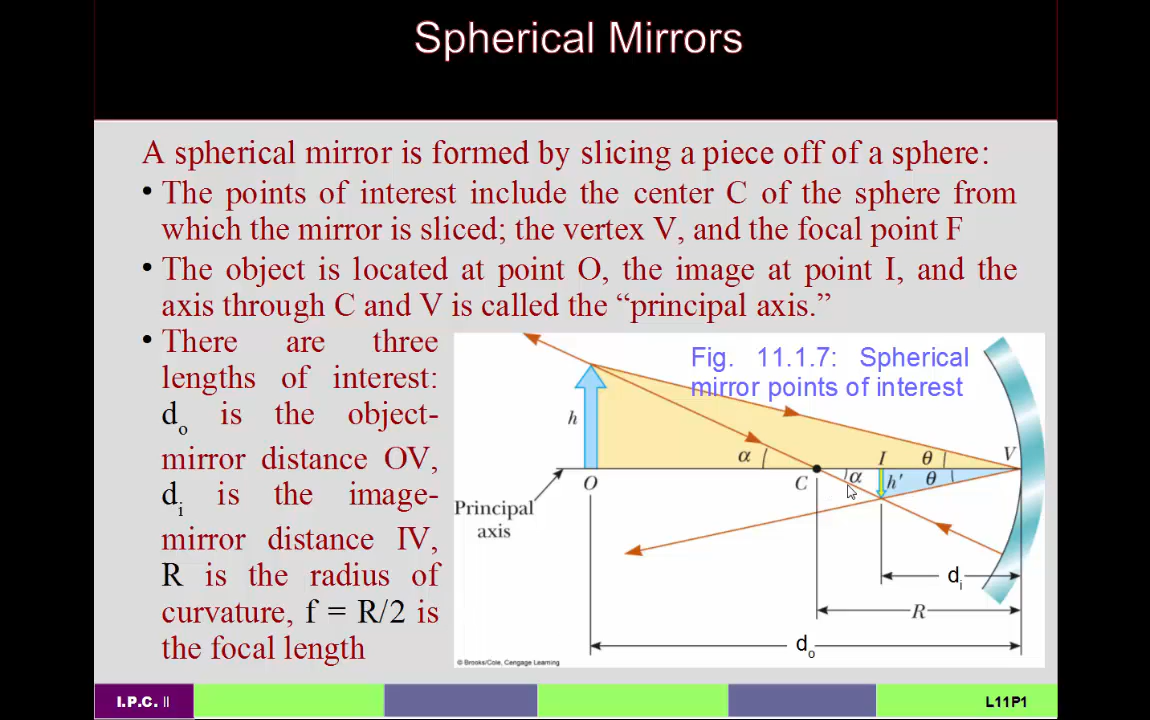 Spherical Mirrors
A spherical mirror is formed by slicing a piece off of a sphere:
• The points of interest include the center C of the sphere from
which the mirror is sliced; the vertex V, and the focal point F
• The object is located at point O, the image at point I, and the
axis through C and V is called the “principal axis.”
• There are three
lengths of interest:
do is the object-
mirror distance OV,
di is the image-
mirror distance IV,
R is the radius of
curvature, f = R/2 is
the focal length
Fig. 11.1.7: Spherical
mirror points of interest
h
α
I
θ
V
O
C
α
h'
θ
Principal
axis
di
R
do
© Brooks/Cole, Cengage Learning
I.P.C. II
L11P1